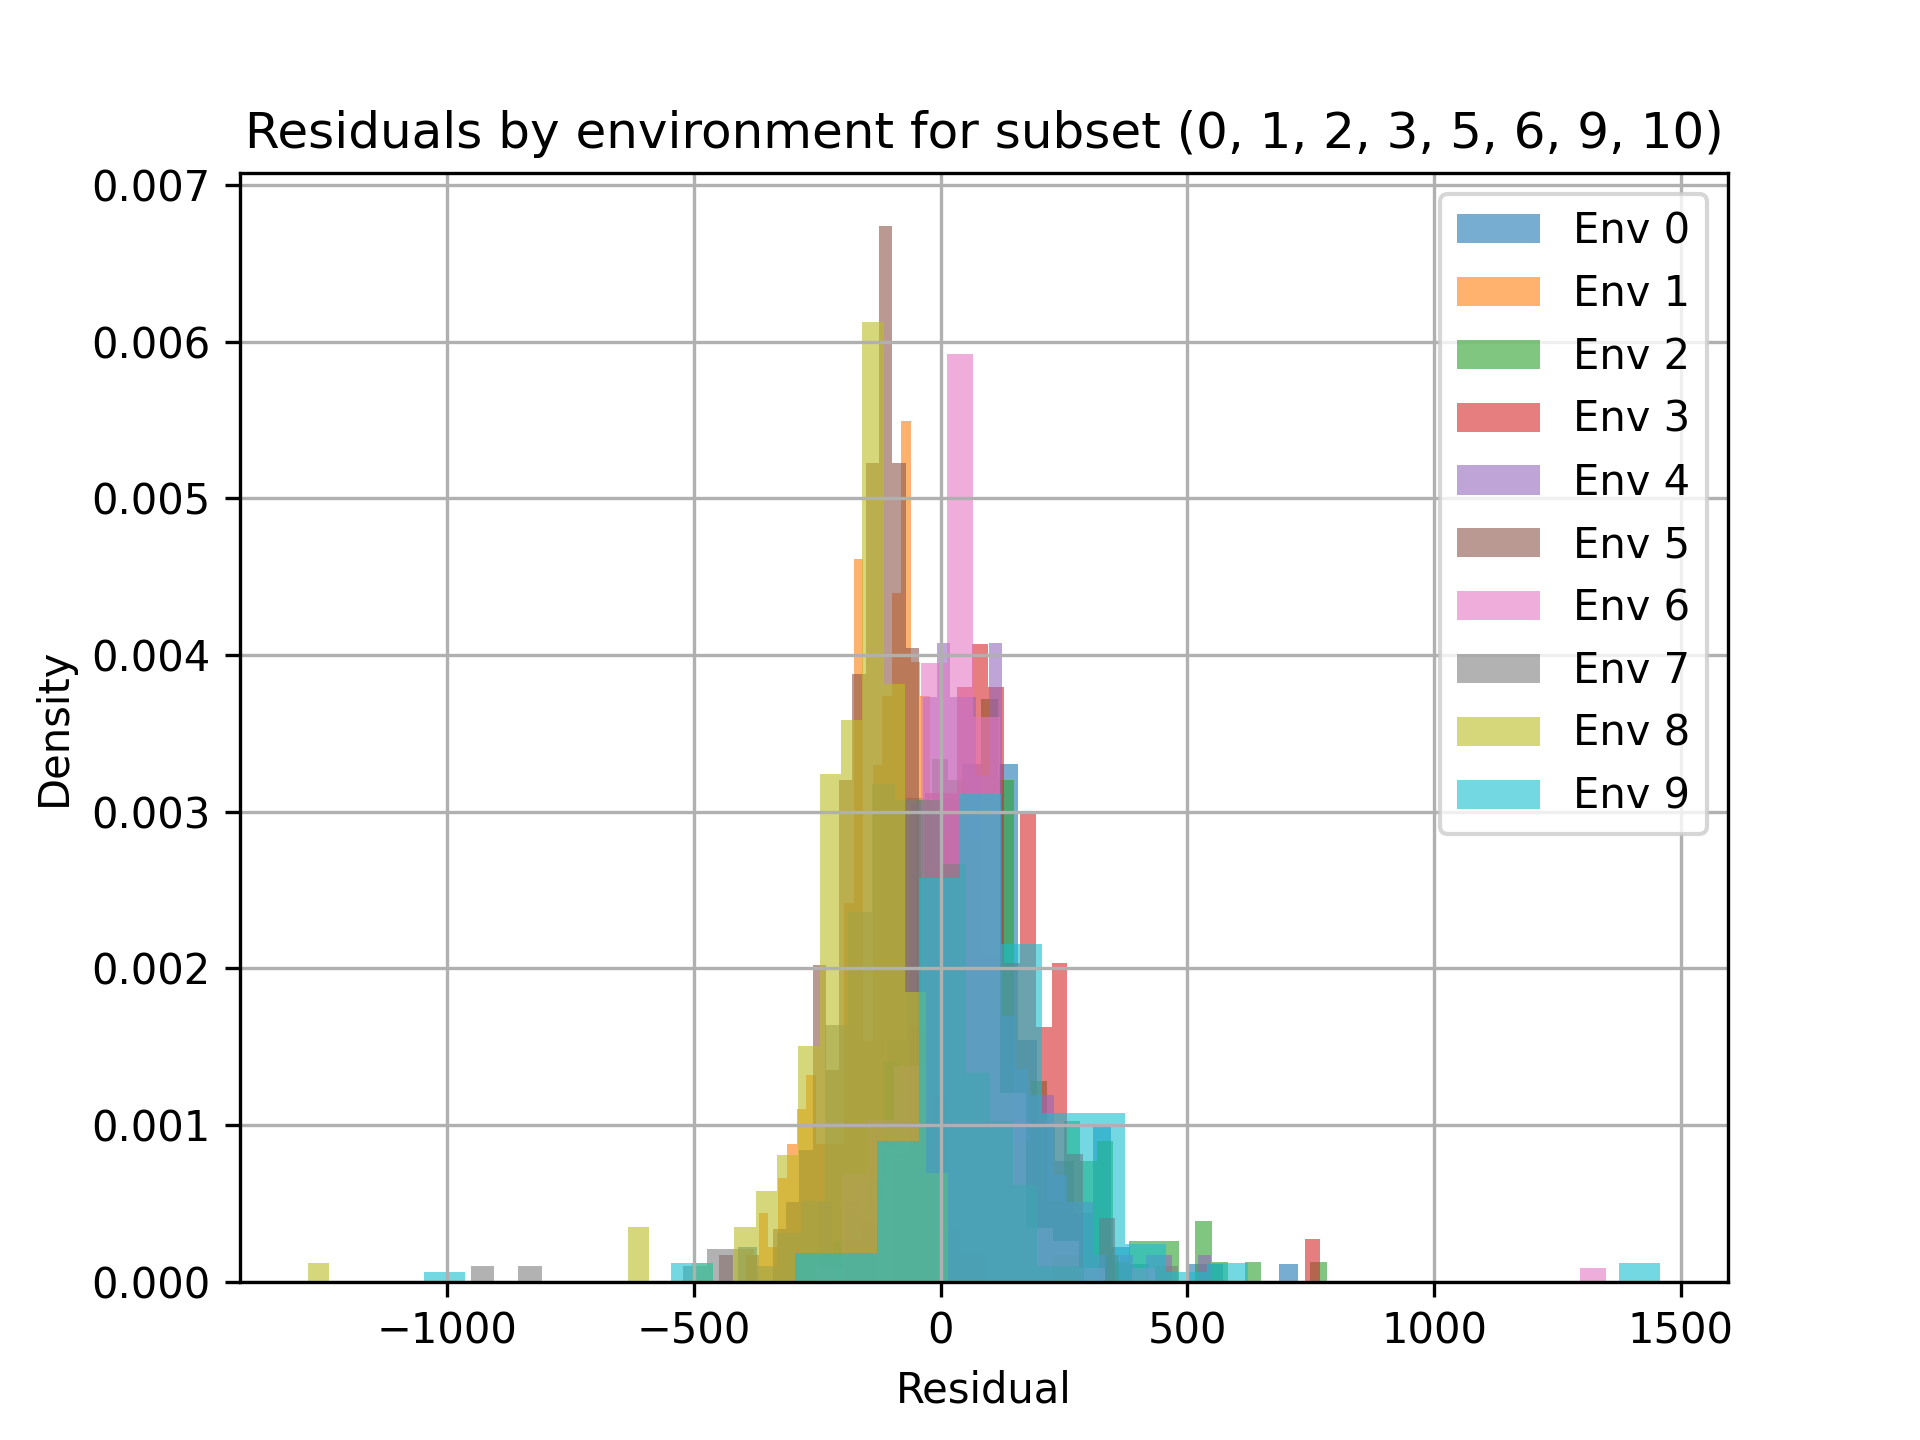 Residuals by environment for subset (0, 1, 2, 3, 5, 6, 9, 10)
0.007
0.006
0.005
0.004
0.003
0.002
0.001
0.000
Density
Env 0
Env 1
Env 2
Env 3
Env 4
Env 5
Env 6
Env 7
Env 8
Env 9
−1000 −500 0 500 1000 1500
Residual